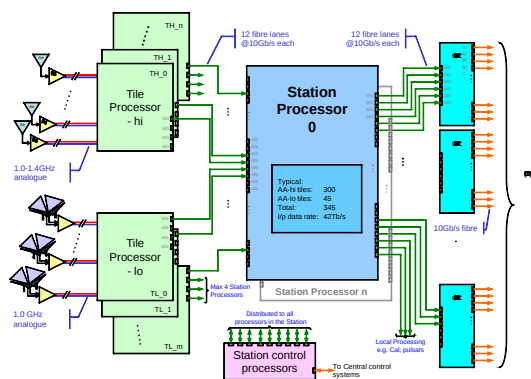 TH_n
TH_1
TH_0
Tile
Processor
- hi
1.0-1.4GHz
analogue
12 fibre lanes
@10Gb/s each
12 fibre lanes
@10Gb/s each
Station
Processor
0
Typical:
AA-hi tiles: 300
AA-lo tiles: 45
Total: 345
I/p data rate: 42Tb/s
Station Processor n
10Gb/s fibre
Tile
Processor
- lo
TL_0
TL_1
TL_m
1.0 GHz
analogue
Max 4 Station
Processors
Distributed to all
processors in the Station
Station control
processors
To Central control
systems
Local Processing
e.g. Cal, pulsars